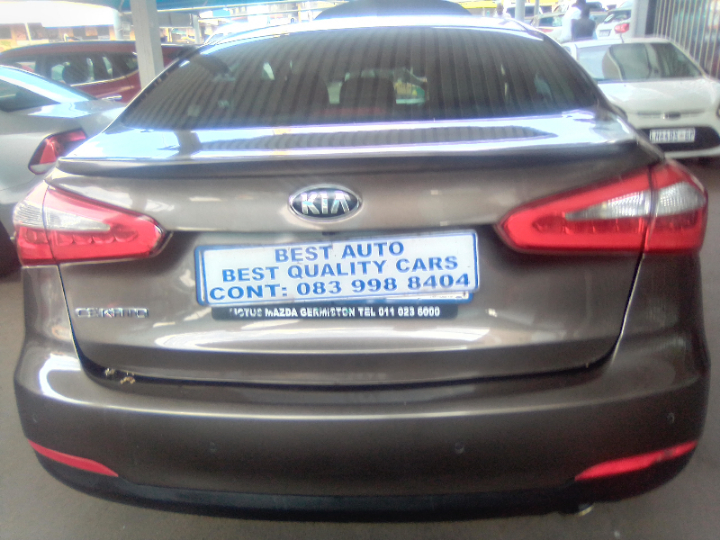 KIA
BEST AUTO
BEST QUALITY CARS
CONT: 083 998 8404
CERATO
MAZDA GERMISTON TEL 011 023 6000